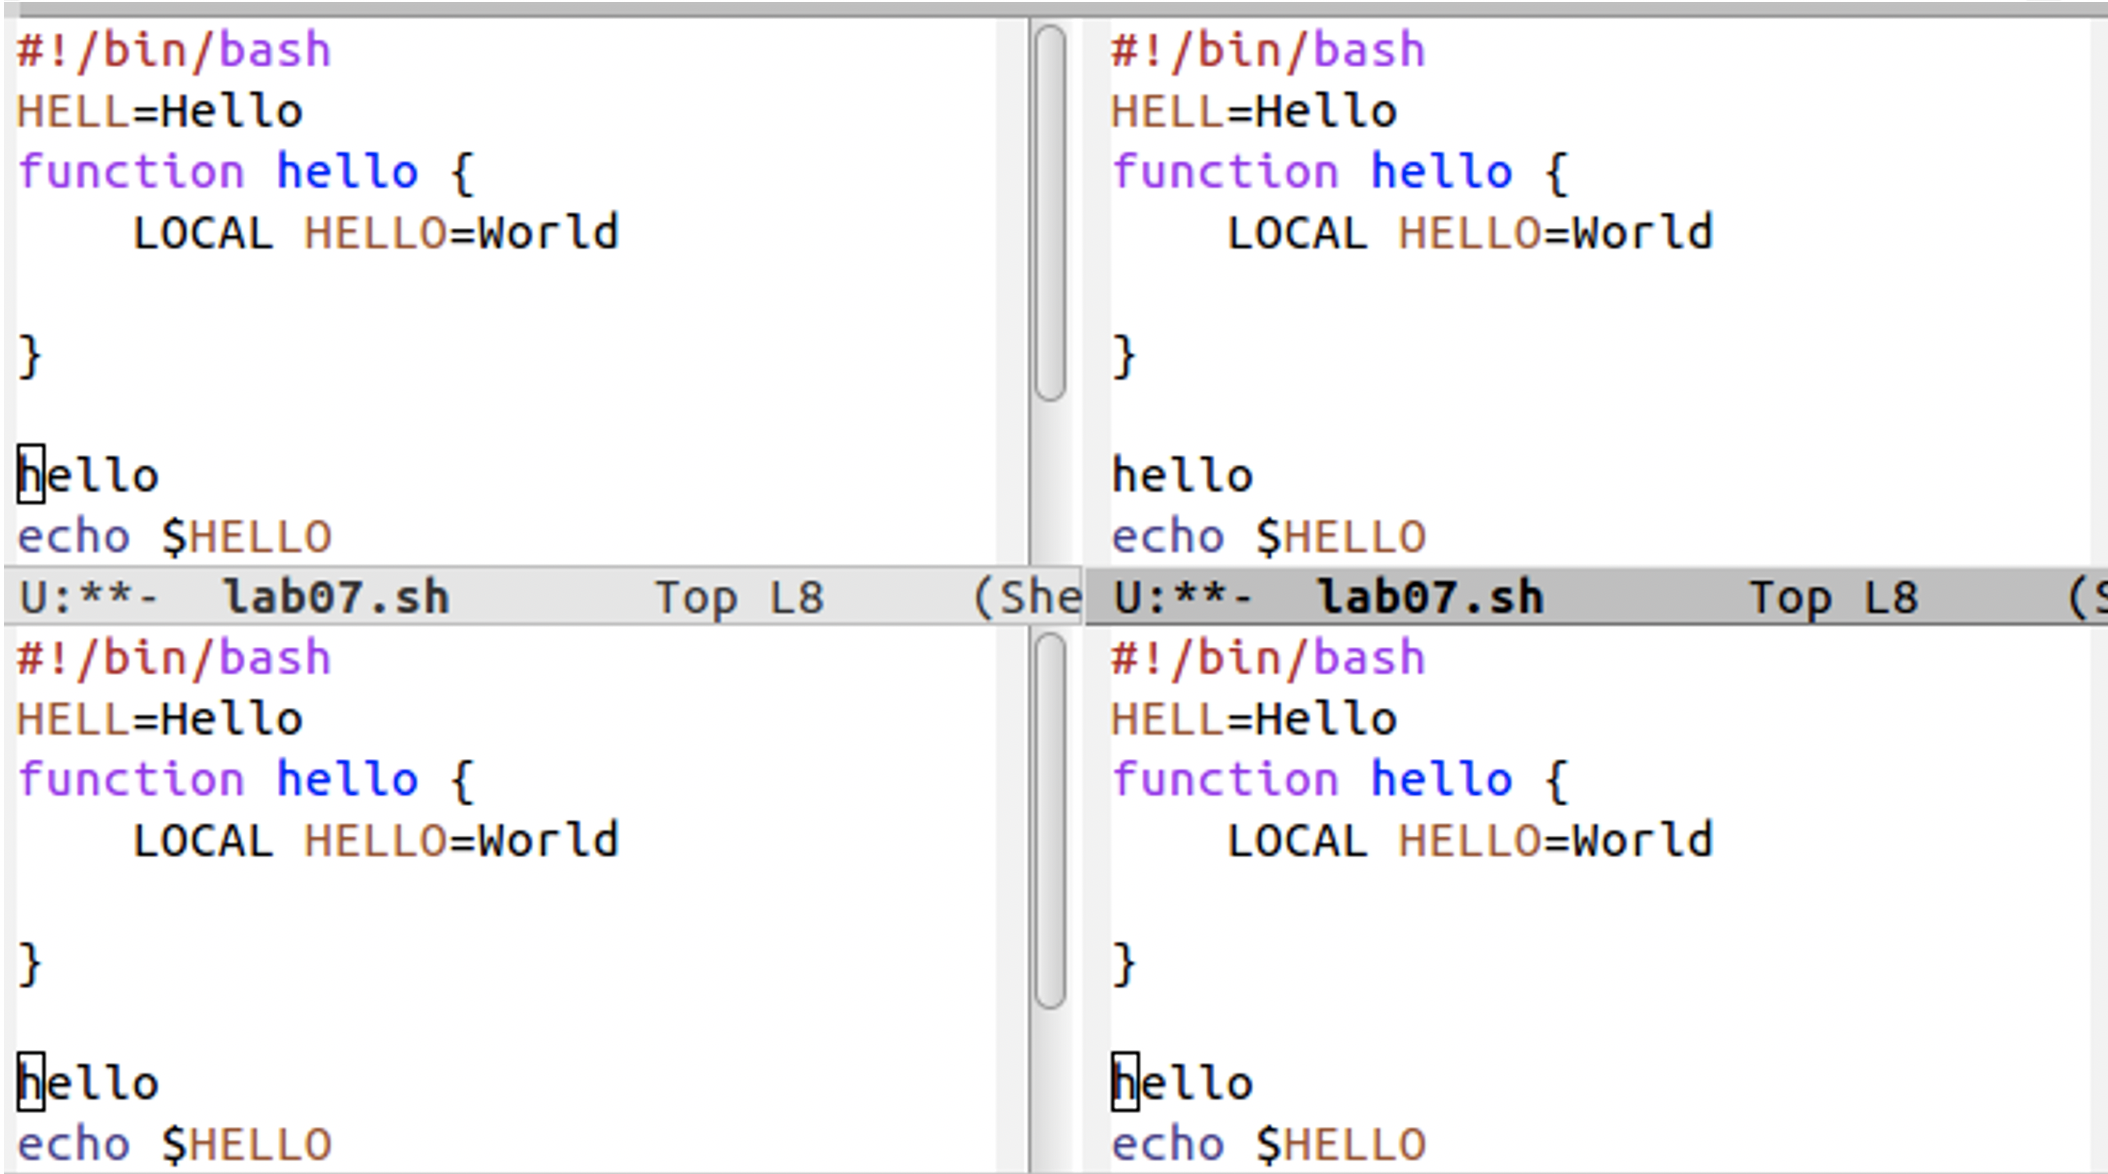 #!/bin/bash
HELL=Hello
function hello {
    LOCAL HELLO=World
}
hello
echo $HELLO
U:**-  lab07.sh    Top L8    (She
#!/bin/bash
HELL=Hello
function hello {
    LOCAL HELLO=World
}
hello
echo $HELLO
U:**-  lab07.sh    Top L8    (S
#!/bin/bash
HELL=Hello
function hello {
    LOCAL HELLO=World
}
hello
echo $HELLO
#!/bin/bash
HELL=Hello
function hello {
    LOCAL HELLO=World
}
hello
echo $HELLO